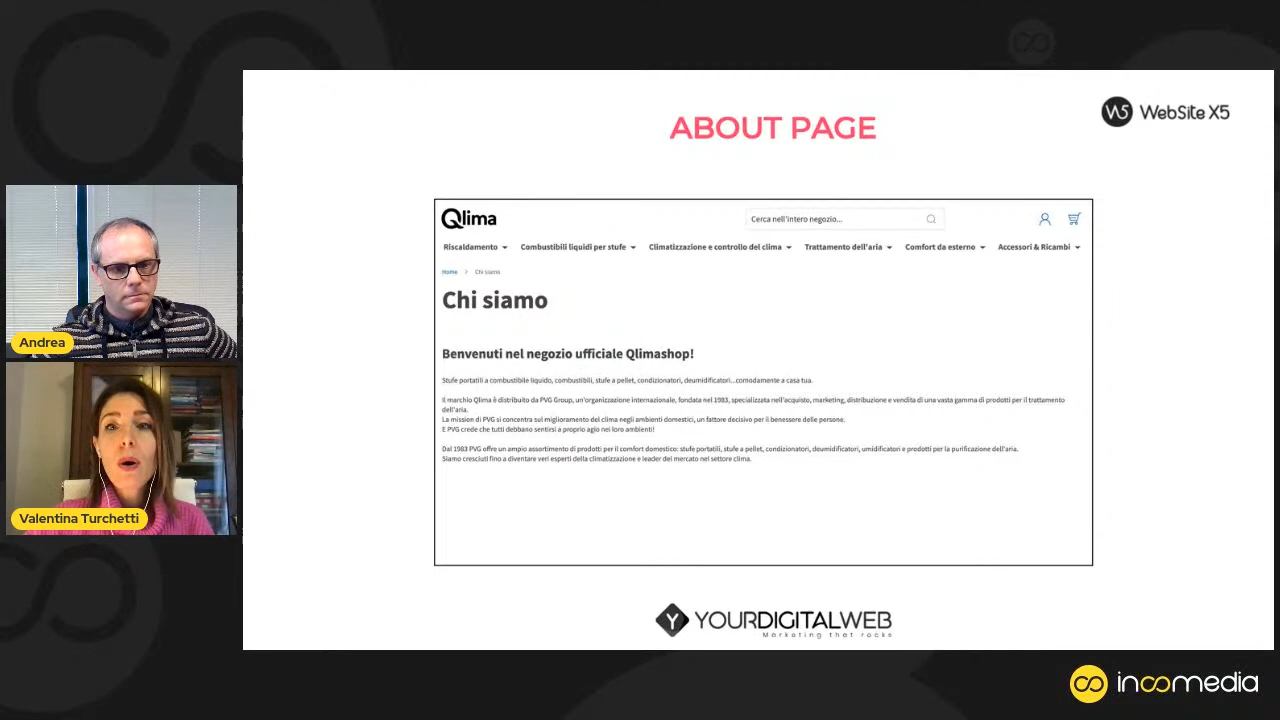 ABOUT PAGE
W5 WebSite X5
Qlima
Cerca nell'intero negozio...
Riscaldamento Combustibili liquidi per stufe Climatizzazione e controllo del clima Trattamento dell'aria Comfort da esterno Accessori & Ricambi
Home > Chi siamo
Chi siamo
Benvenuti nel negozio ufficiale Qlimashop!
Stufe portatili a combustibile liquido, combustibili, stufe a pellet, condizionatori, deumidificatori...comodamente a casa tua.
Il marchio Qlima è distribuito da PVG Group, un'organizzazione internazionale, fondata nel 1983, specializzata nell'acquisto, marketing, distribuzione e vendita di una vasta gamma di prodotti per il trattamento
dell'aria.
La mission di PVG si concentra sul miglioramento del clima negli ambienti domestici, un fattore decisivo per il benessere delle persone.
E PVG crede che tutti debbano sentirsi a proprio agio nei loro ambienti!
Dal 1983 PVG offre un ampio assortimento di prodotti per il comfort domestico: stufe portatili, stufe a pellet, condizionatori, deumidificatori, umidificatori e prodotti per la purificazione dell'aria.
Siamo cresciuti fino a diventare veri esperti della climatizzazione e leader del mercato nel settore clima.
Andrea
Valentina Turchetti
Y YOURDIGITALWEB
Marketing that rocks
incomedia